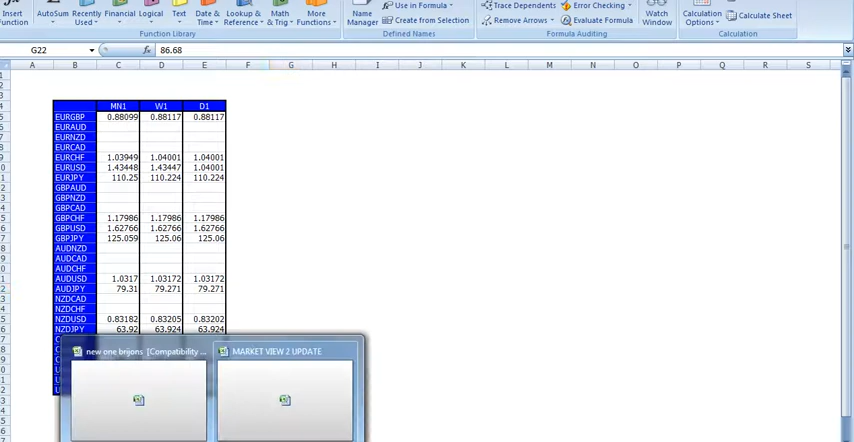 Insert
Function
AutoSum
Recently
Used
Financial
Logical
Text
Date &
Time
Lookup &
Reference
Math
& Trig
More
Functions
Function Library
Name
Manager
Use in Formula
Create from Selection
Defined Names
Trace Dependents
Remove Arrows
Error Checking
Evaluate Formula
Formula Auditing
Watch
Window
Calculation
Options
Calculate Sheet
Calculation
G22 fx 86.68
A B C D E F G H I J K L M N O P Q R S
MN1 W1 D1
EURGBP 0.88099 0.88117 0.88117
EURAUD
EURNZD
EURCAD
EURCHF 1.03949 1.04001 1.04001
EURUSD 1.43448 1.43447 1.04001
EURJPY 110.25 110.224 110.224
GBPAUD
GBPNZD
GBPCAD
GBPCHF 1.17986 1.17986 1.17986
GBPUSD 1.62766 1.62766 1.62766
GBPJPY 125.059 125.06 125.06
AUDNZD
AUDCAD
AUDCHF
AUDUSD 1.0317 1.03172 1.03172
AUDJPY 79.31 79.271 79.271
NZDCAD
NZDCHF
NZDUSD 0.83182 0.83205 0.83202
NZDJPY 63.92 63.924 63.924
new one brijons [Compatibility ... MARKET VIEW 2 UPDATE